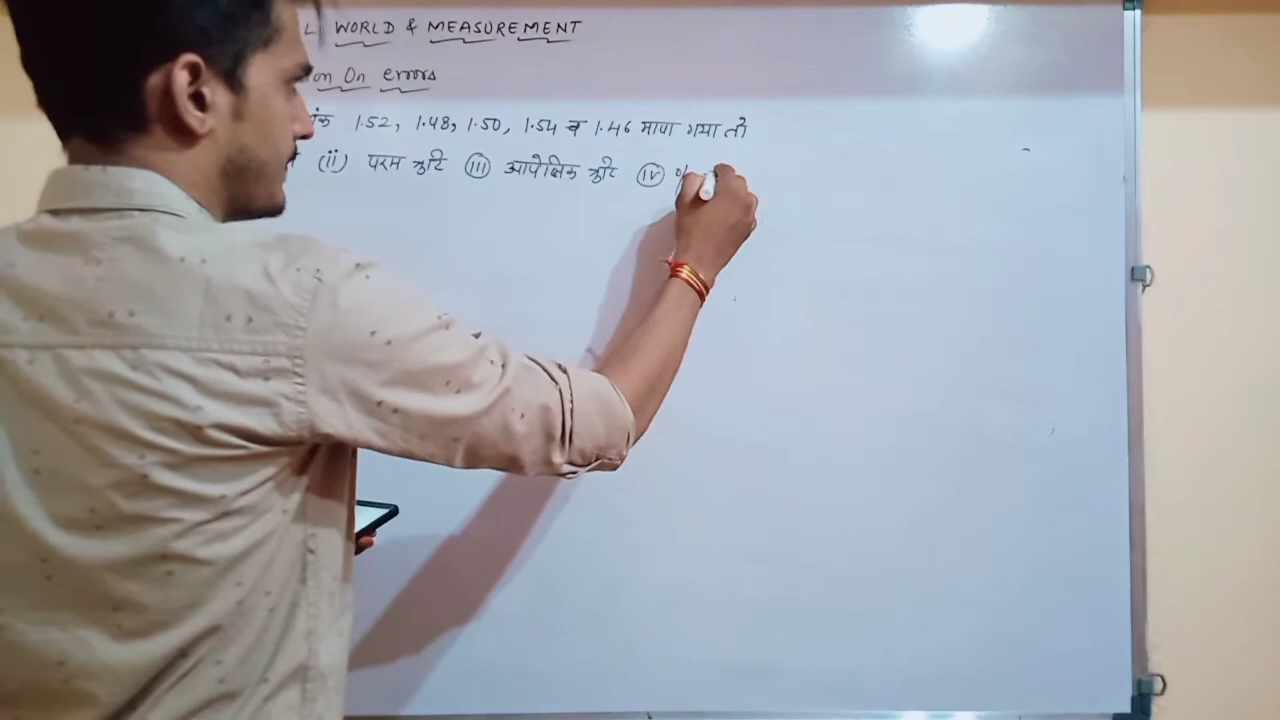 WORLD & MEASUREMENT
On errors
1.52, 1.48, 1.50, 1.54 व 1.46 मापा गया तो
(ii) परम त्रुटि (iii) आपेक्षिक त्रुटि (iv) %